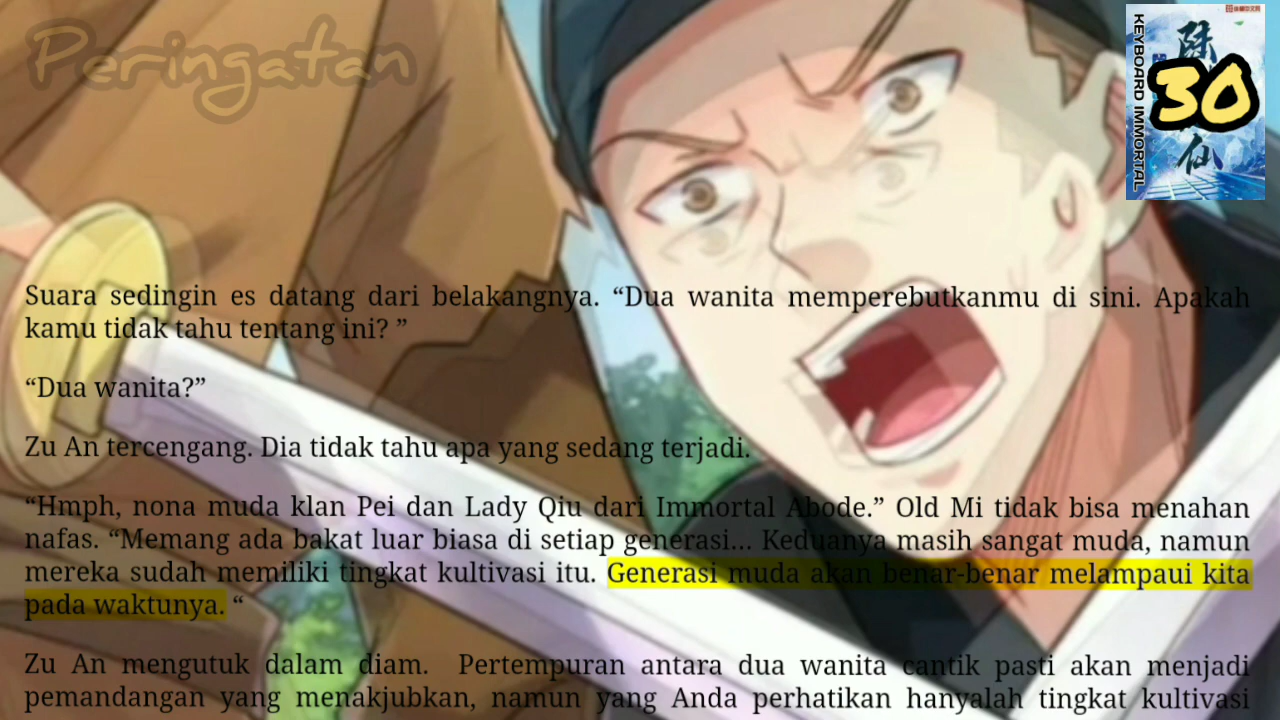 Peringatan
KEYBOARD IMMORTAL
30
仙
Suara sedingin es datang dari belakangnya. “Dua wanita memperebutkanmu di sini. Apakah
kamu tidak tahu tentang ini? ”
“Dua wanita?”
Zu An tercengang. Dia tidak tahu apa yang sedang terjadi.
“Hmph, nona muda klan Pei dan Lady Qiu dari Immortal Abode.” Old Mi tidak bisa menahan
nafas. “Memang ada bakat luar biasa di setiap generasi... Keduanya masih sangat muda, namun
mereka sudah memiliki tingkat kultivasi itu. Generasi muda akan benar-benar melampaui kita
pada waktunya. “
Zu An mengutuk dalam diam. Pertempuran antara dua wanita cantik pasti akan menjadi
pemandangan yang menakjubkan, namun yang Anda perhatikan hanyalah tingkat kultivasi